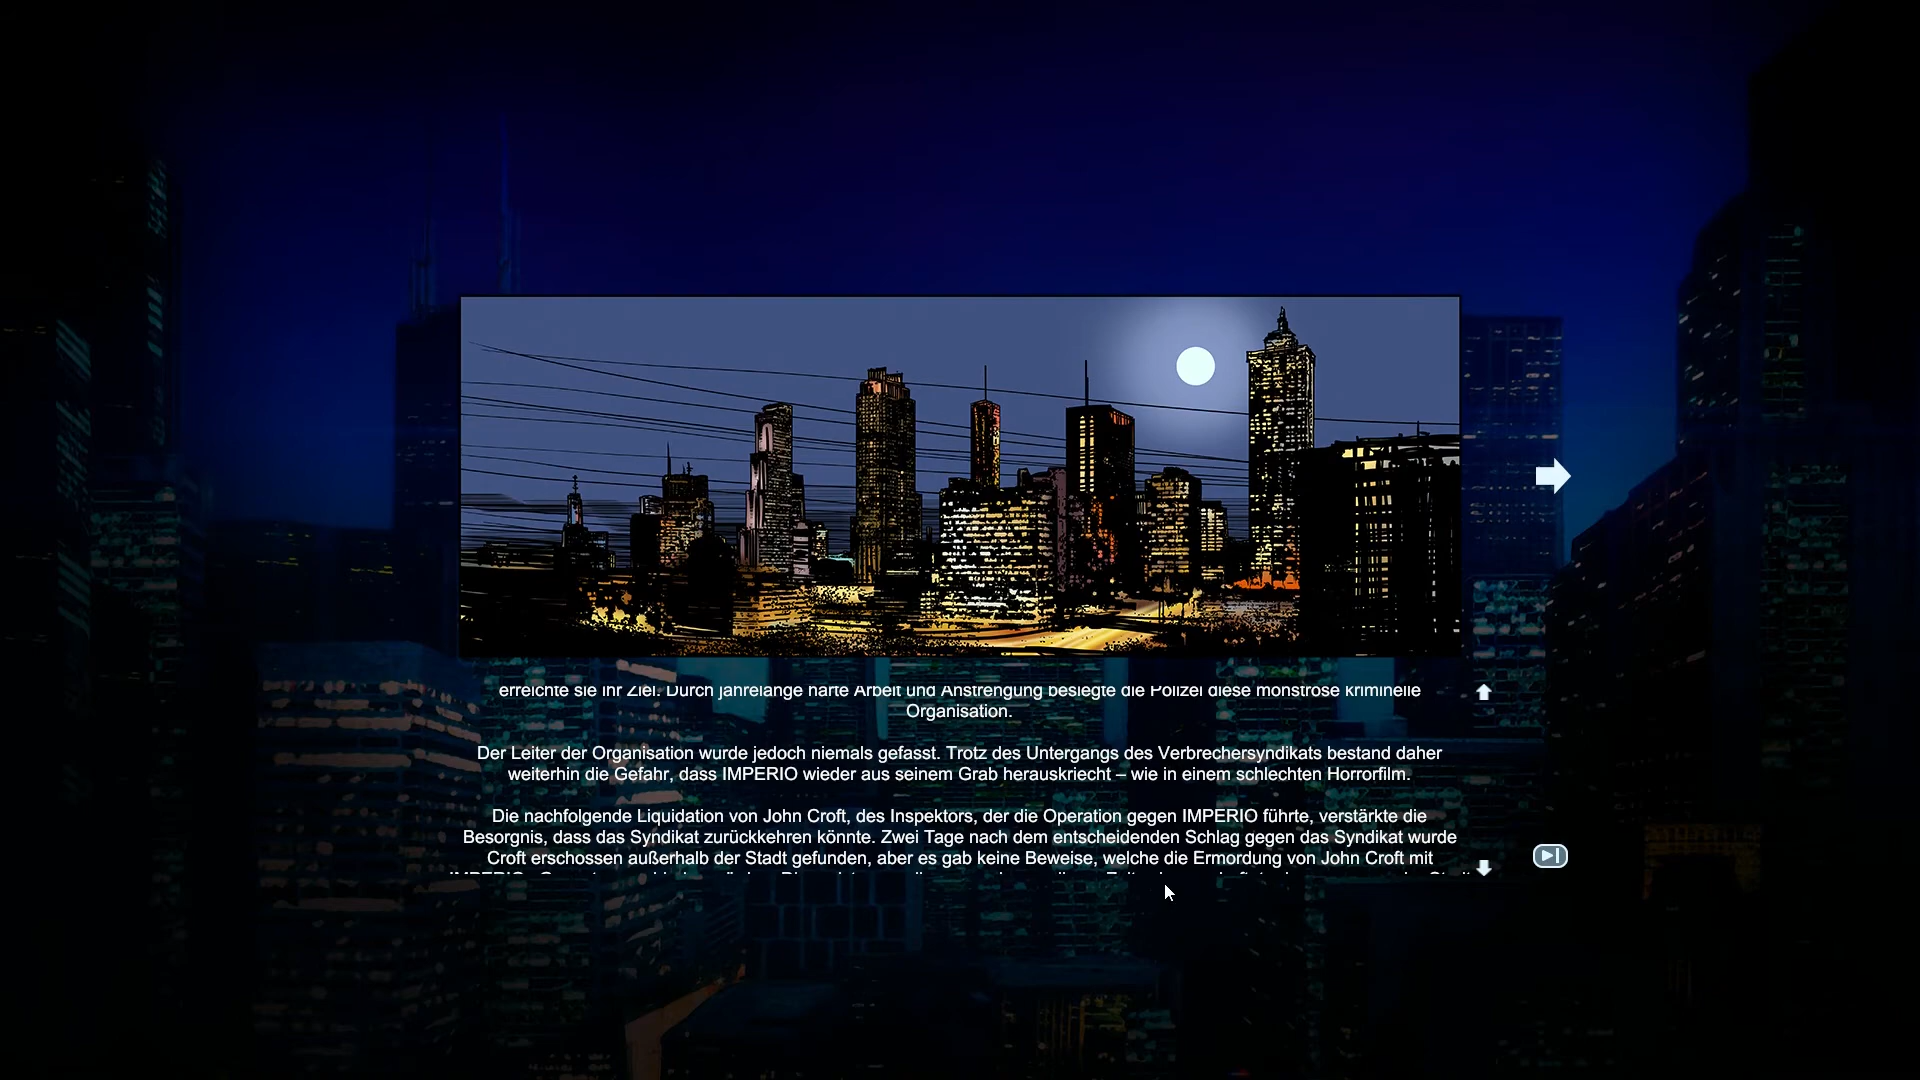 erreichte sie ihr Ziel. Durch jahrelange harte Arbeit und Anstrengung besiegte die Polizei diese monströse kriminelle
Organisation.
Der Leiter der Organisation wurde jedoch niemals gefasst. Trotz des Untergangs des Verbrechersyndikats bestand daher
weiterhin die Gefahr, dass IMPERIO wieder aus seinem Grab herauskriecht – wie in einem schlechten Horrorfilm.
Die nachfolgende Liquidation von John Croft, des Inspektors, der die Operation gegen IMPERIO führte, verstärkte die
Besorgnis, dass das Syndikat zurückkehren könnte. Zwei Tage nach dem entscheidenden Schlag gegen das Syndikat wurde
Croft erschossen außerhalb der Stadt gefunden, aber es gab keine Beweise, welche die Ermordung von John Croft mit